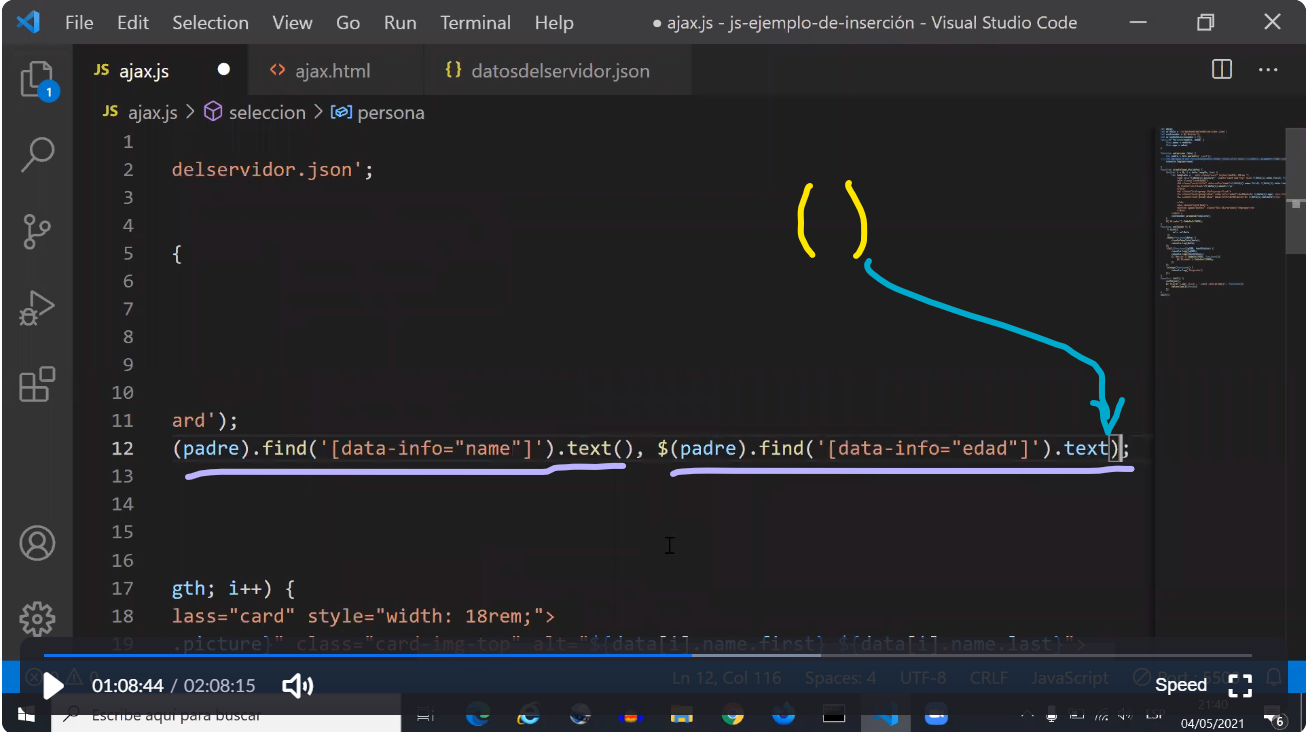 File Edit Selection View Go Run Terminal Help ● ajax.js - js-ejemplo-de-inserción - Visual Studio Code
JS ajax.js ● <> ajax.html {} datosdelservidor.json ...
1
JS ajax.js > seleccion > persona
1
2 delservidor.json';
3
4
5 {
6
7
8
9
10
11 ard');
12 (padre).find('[data-info="name"]').text(), $(padre).find('[data-info="edad"]').text);
13
14
15
16
17 gth; i++) {
18 lass="card" style="width: 18rem;">
19 .picture}" class="card-img-top" alt="${data[i].name.first} ${data[i].name.last}">
( )
0 Ln 12, Col 116 Spaces: 4 UTF-8 CRLF JavaScript
01:08:44 / 02:08:15 Speed
Escribe aquí para buscar ESP 21:40
04/05/2021 6